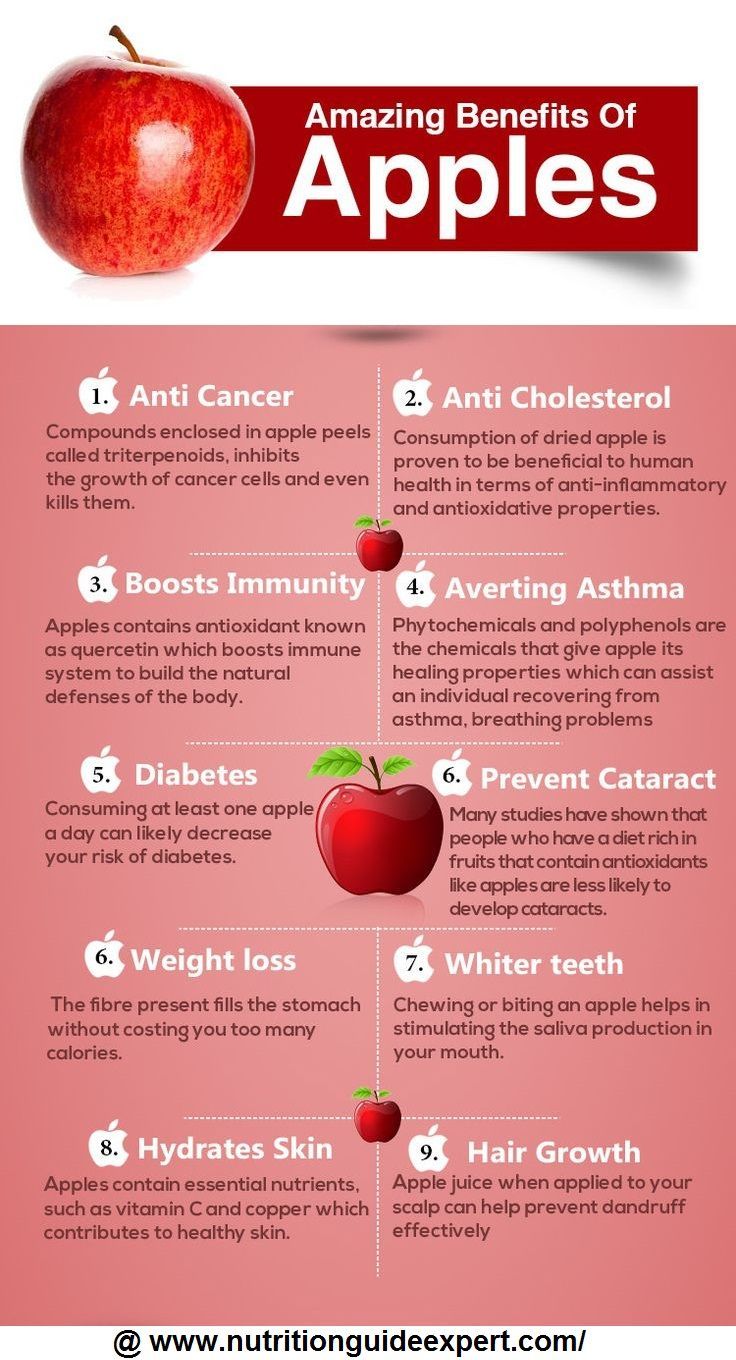 Amazing Benefits Of
Apples
1. Anti Cancer
Compounds enclosed in apple peels
called triterpenoids, inhibits
the growth of cancer cells and even
kills them.
2. Anti Cholesterol
Consumption of dried apple is
proven to be beneficial to human
health in terms of anti-inflammatory
and antioxidative properties.
3. Boosts Immunity
Apples contains antioxidant known
as quercetin which boosts immune
system to build the natural
defenses of the body.
4. Averting Asthma
Phytochemicals and polyphenols are
the chemicals that give apple its
healing properties which can assist
an individual recovering from
asthma, breathing problems
5. Diabetes
Consuming at least one apple
a day can likely decrease
your risk of diabetes.
6. Prevent Cataract
Many studies have shown that
people who have a diet rich in
fruits that contain antioxidants
like apples are less likely to
develop cataracts.
6. Weight loss
The fibre present fills the stomach
without costing you too many
calories.
7. Whiter teeth
Chewing or biting an apple helps in
stimulating the saliva production in
your mouth.
8. Hydrates Skin
Apples contain essential nutrients,
such as vitamin C and copper which
contributes to healthy skin.
9. Hair Growth
Apple juice when applied to your
scalp can help prevent dandruff
effectively
@ www.nutritionguideexpert.com/